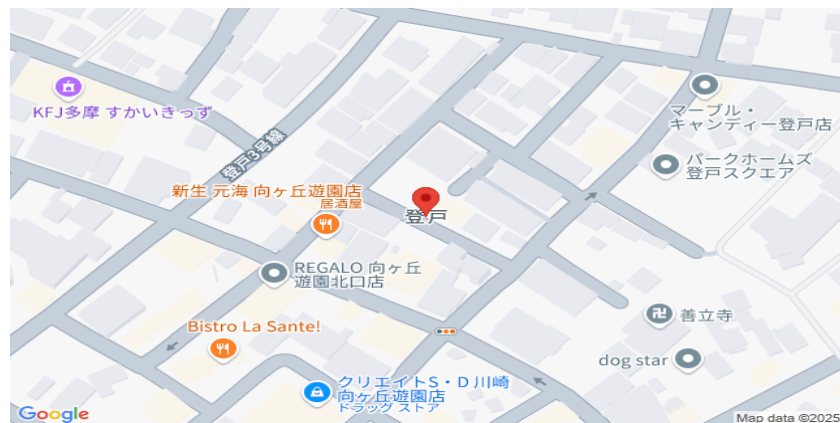 マーブル・
キャンディー登戸店
KFJ多摩 すかいきっず
登戸3号線
パークホームズ
登戸スクエア
新生 元海 向ヶ丘遊園店
居酒屋
登戸
REGALO 向ヶ丘
遊園北口店
卍 善立寺
Bistro La Sante!
dog star
クリエイトS・D 川崎
向ヶ丘遊園店
ドラッグ ストア
Google
Map data ©2025